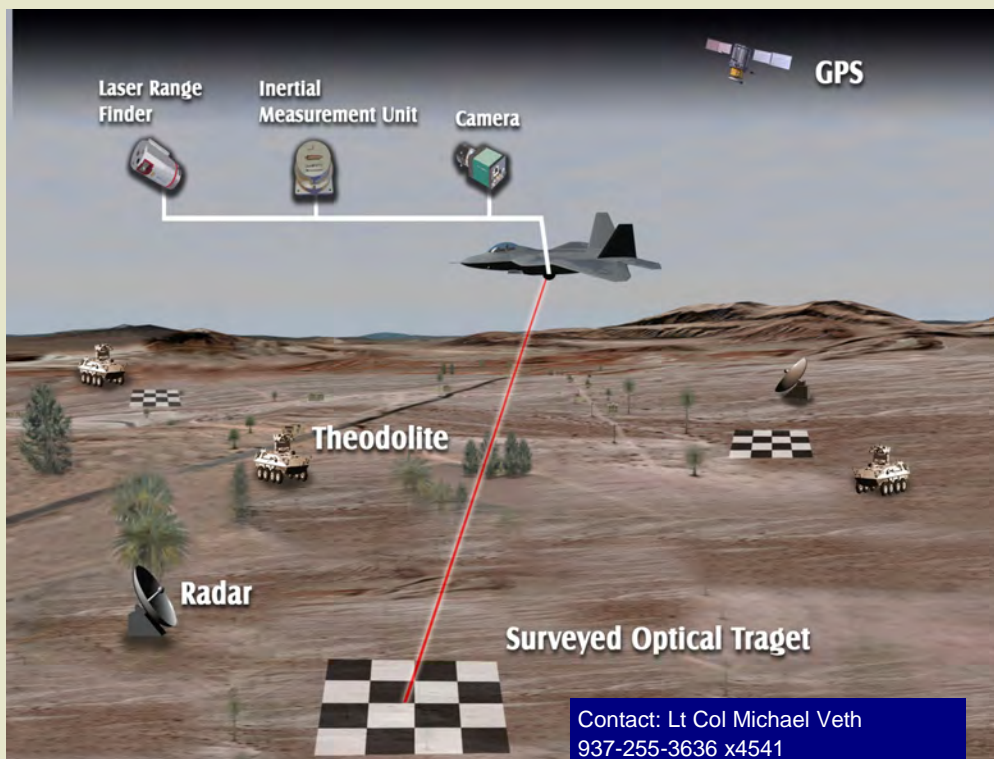 GPS
Laser Range
Finder
Inertial
Measurement Unit
Camera
Theodolite
Radar
Surveyed Optical Traget
Contact: Lt Col Michael Veth
937-255-3636 x4541